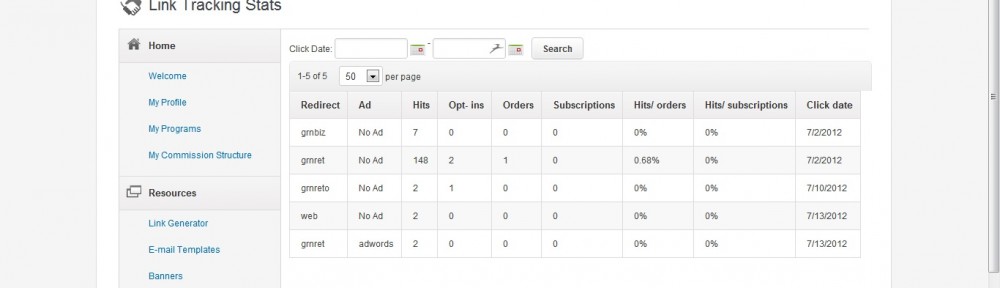 Link Tracking Stats
Home
Welcome
My Profile
My Programs
My Commission Structure
Resources
Link Generator
E-mail Templates
Banners
Click Date: - Search
1-5 of 5 50 per page
Redirect Ad Hits Opt- ins Orders Subscriptions Hits/ orders Hits/ subscriptions Click date
grnbiz No Ad 7 0 0 0 0% 0% 7/2/2012
grnret No Ad 148 2 1 0 0.68% 0% 7/2/2012
grnreto No Ad 2 1 0 0 0% 0% 7/10/2012
web No Ad 2 0 0 0 0% 0% 7/13/2012
grnret adwords 2 0 0 0 0% 0% 7/13/2012